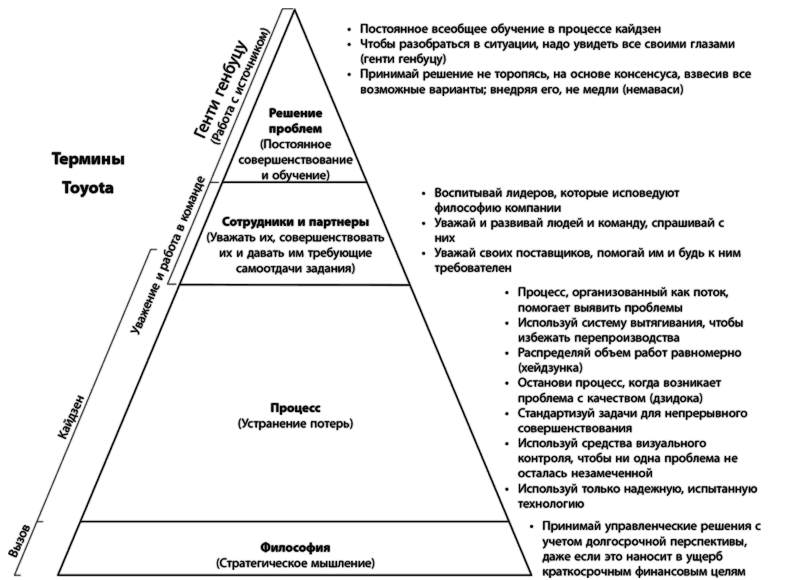 Термины
Toyota
Генти генбуцу
(Работа с источником)
Уважение и работа в команде
Кайдзен
Вызов
Решение
проблем
(Постоянное
совершенствование
и обучение)
• Постоянное всеобщее обучение в процессе кайдзен
• Чтобы разобраться в ситуации, надо увидеть все своими глазами
(генти генбуцу)
• Принимай решение не торопясь, на основе консенсуса, взвесив все
возможные варианты; внедряя его, не медли (немаваси)
Сотрудники и партнеры
(Уважать их, совершенствовать
их и давать им требующие
самоотдачи задания)
• Воспитывай лидеров, которые исповедуют
философию компании
• Уважай и развивай людей и команду, спрашивай с
них
• Уважай своих поставщиков, помогай им и будь к ним
требователен
Процесс
(Устранение потерь)
• Процесс, организованный как поток,
помогает выявить проблемы
• Используй систему вытягивания, чтобы
избежать перепроизводства
• Распределяй объем работ равномерно
(хейдзунка)
• Останови процесс, когда возникает
проблема с качеством (дзидока)
• Стандартизуй задачи для непрерывного
совершенствования
• Используй средства визуального
контроля, чтобы ни одна проблема не
осталась незамеченной
• Используй только надежную, испытанную
технологию
Философия
(Стратегическое мышление)
• Принимай управленческие решения с
учетом долгосрочной перспективы,
даже если это наносит в ущерб
краткосрочным финансовым целям